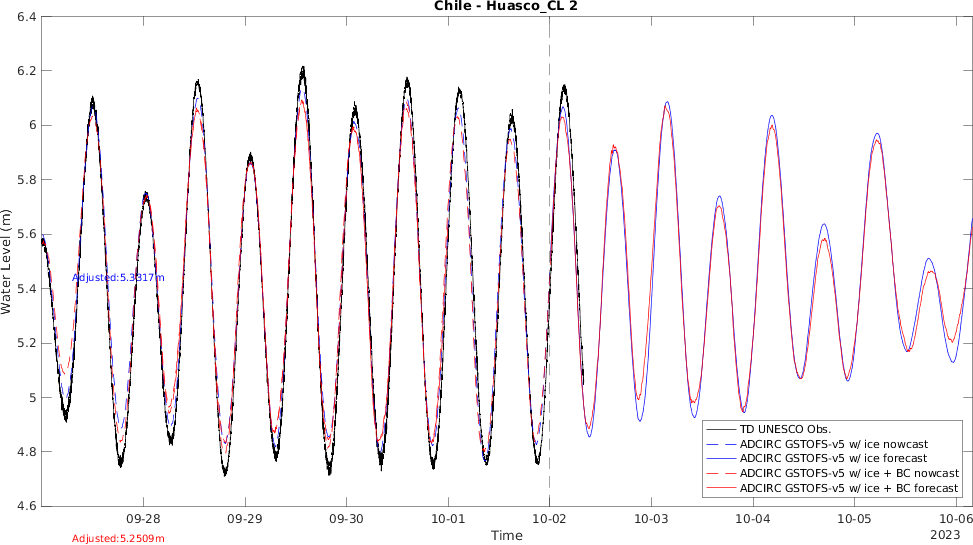 Chile - Huasco_CL 2
6.4
6.2
6
5.8
5.6
5.4
5.2
5
4.8
4.6
Water Level (m)
Adjusted:5.3317m
TD UNESCO Obs.
ADCIRC GSTOFS-v5 w/ ice nowcast
ADCIRC GSTOFS-v5 w/ ice forecast
ADCIRC GSTOFS-v5 w/ ice + BC nowcast
ADCIRC GSTOFS-v5 w/ ice + BC forecast
09-28 09-29 09-30 10-01 10-02 10-03 10-04 10-05 10-06
Time
2023
Adjusted:5.2509m